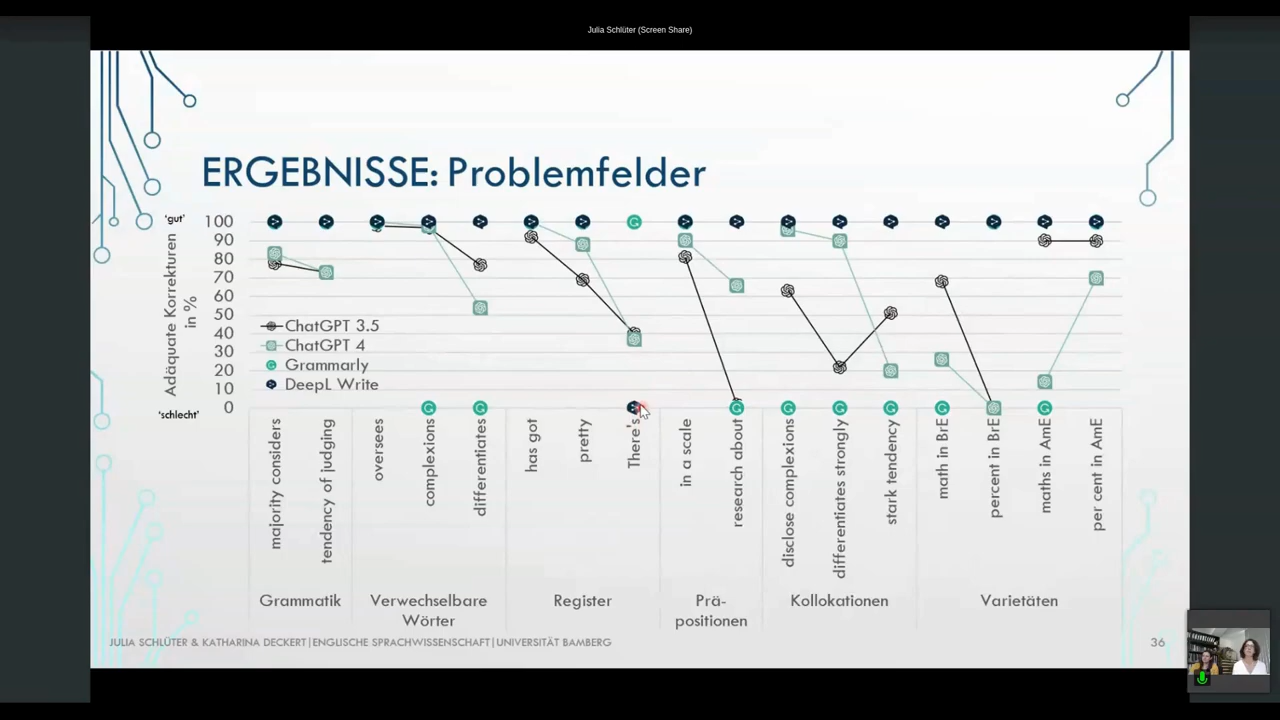 Julia Schlüter (Screen Share)
ERGEBNISSE: Problemfelder
'gut'
100
90
80
70
60
50
40
30
20
10
0
'schlecht'
Adäquate Korrekturen
in %
ChatGPT 3.5
ChatGPT 4
Grammarly
DeepL Write
majority considers
tendency of judging
oversees
complexions
differentiates
has got
pretty
There's
in a scale
research about
disclose complexions
differentiates strongly
stark tendency
math in BrE
percent in BrE
maths in AmE
per cent in AmE
Grammatik
Verwechselbare
Wörter
Register
Prä-
positionen
Kollokationen
Varietäten
JULIA SCHLÜTER & KATHARINA DECKERT|ENGLISCHE SPRACHWISSENSCHAFT|UNIVERSITÄT BAMBERG
36